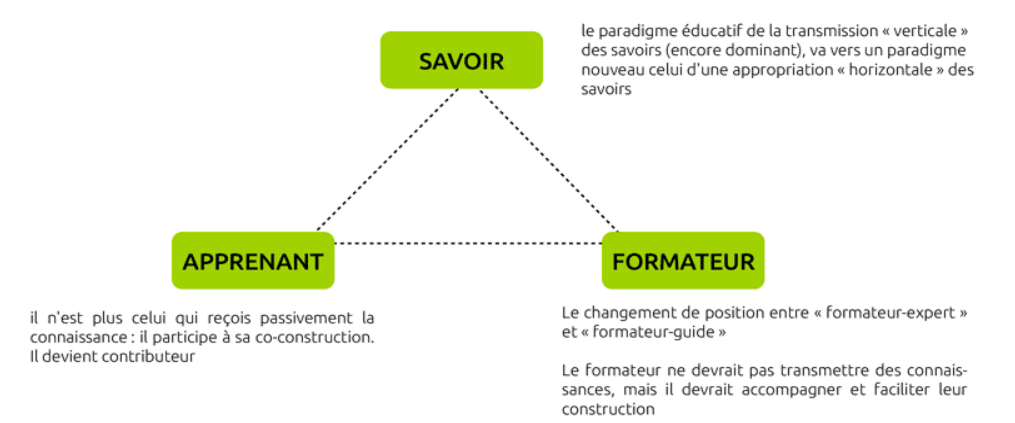 SAVOIR
le paradigme éducatif de la transmission « verticale »
des savoirs (encore dominant), va vers un paradigme
nouveau celui d'une appropriation « horizontale » des
savoirs
APPRENANT
il n'est plus celui qui reçois passivement la
connaissance : il participe à sa co-construction.
Il devient contributeur
FORMATEUR
Le changement de position entre « formateur-expert »
et « formateur-guide »
Le formateur ne devrait pas transmettre des connais-
sances, mais il devrait accompagner et faciliter leur
construction